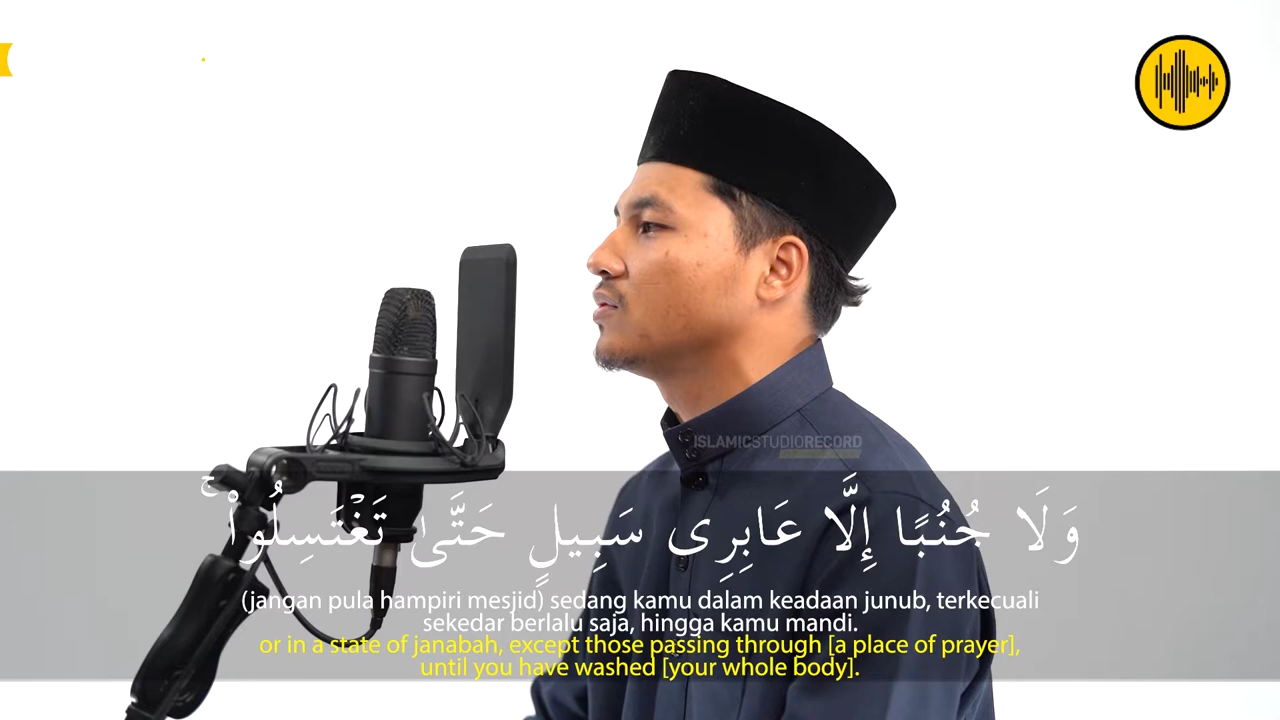 ISLAMICSTUDIORECORD
وَلَا جُنُبًا إِلَّا عَابِرِى سَبِيلٍ حَتَّىٰ تَغْتَسِلُوا۟ ۚ
(jangan pula hampiri mesjid) sedang kamu dalam keadaan junub, terkecuali
sekedar berlalu saja, hingga kamu mandi.
or in a state of janabah, except those passing through [a place of prayer],
until you have washed [your whole body].